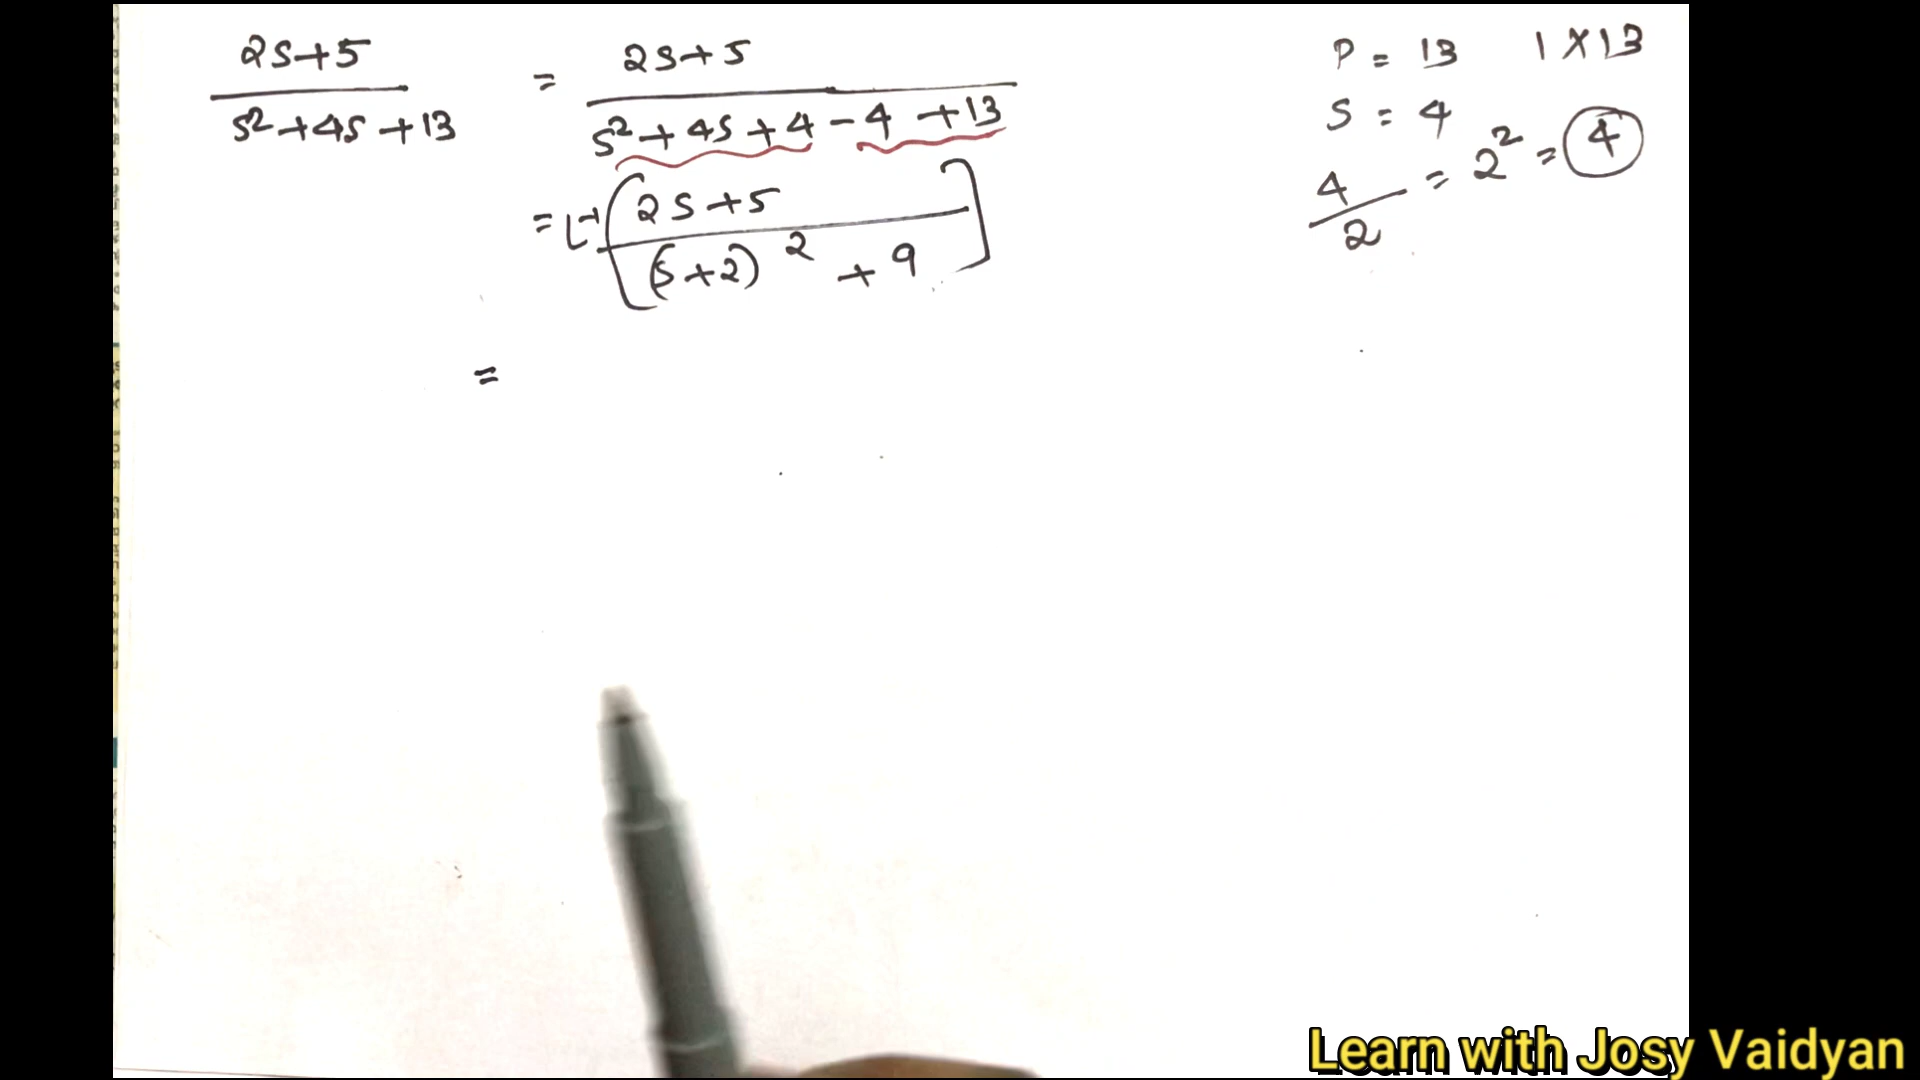 2s+5 / s²+4s+13 = 2s+5 / s²+4s+4-4+13
= L⁻¹[2s+5 / (s+2)²+9]
=
P = 13 1×13
S = 4
4/2 = 2² = 4
Learn with Josy Vaidyan